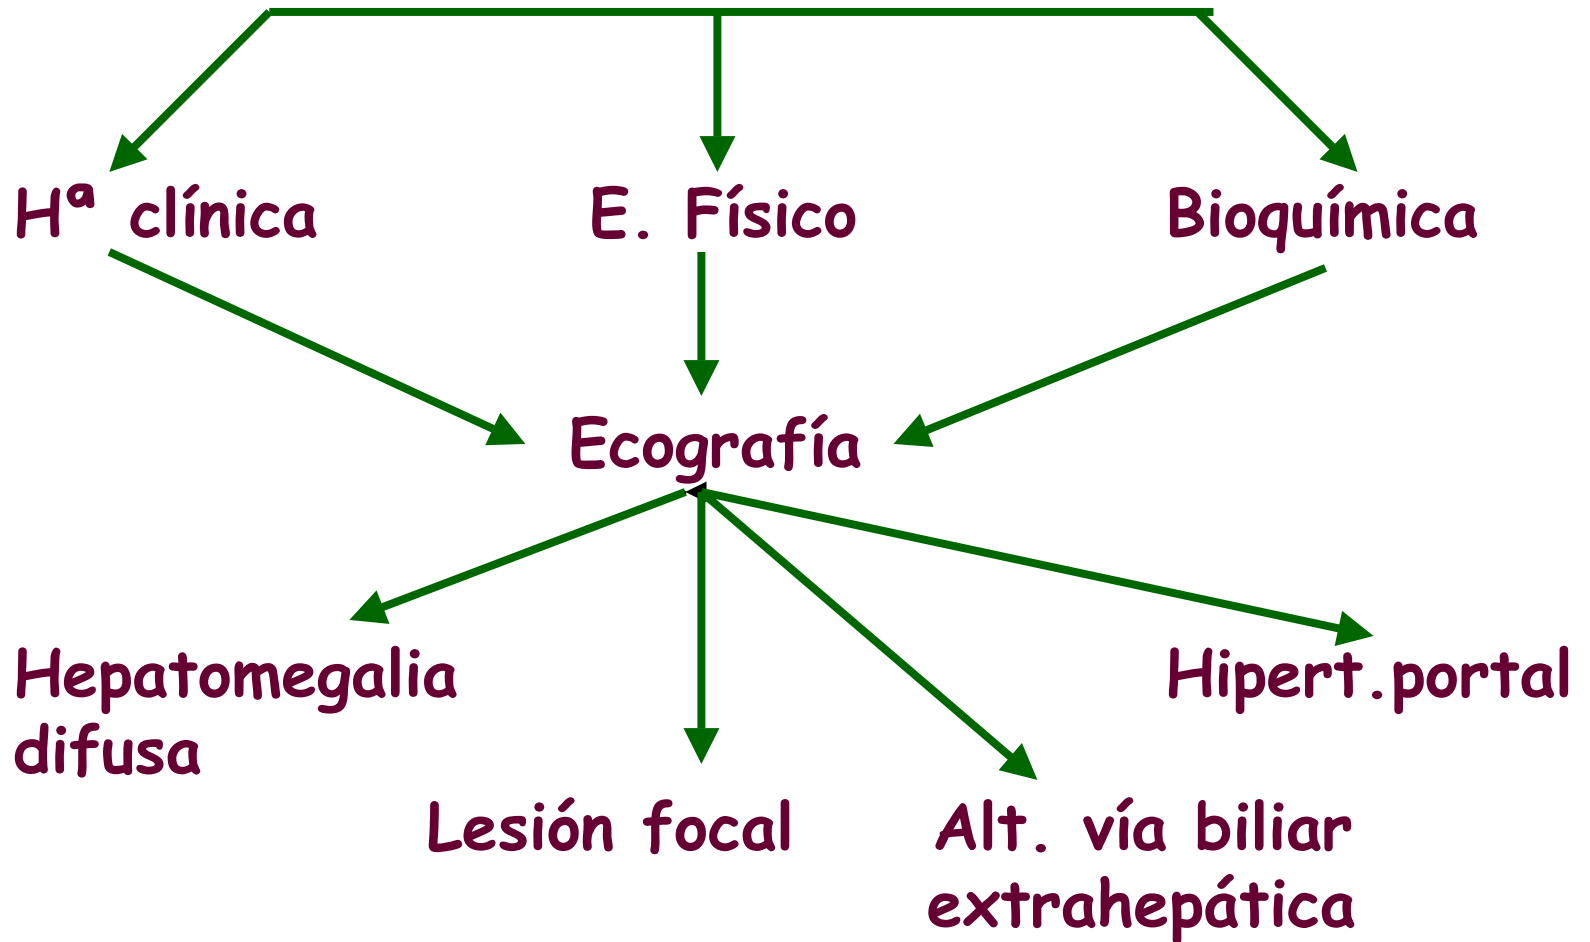 Hª clínica
E. Físico
Bioquímica
Ecografía
Hepatomegalia
difusa
Hipert.portal
Lesión focal
Alt. vía biliar
extrahepática